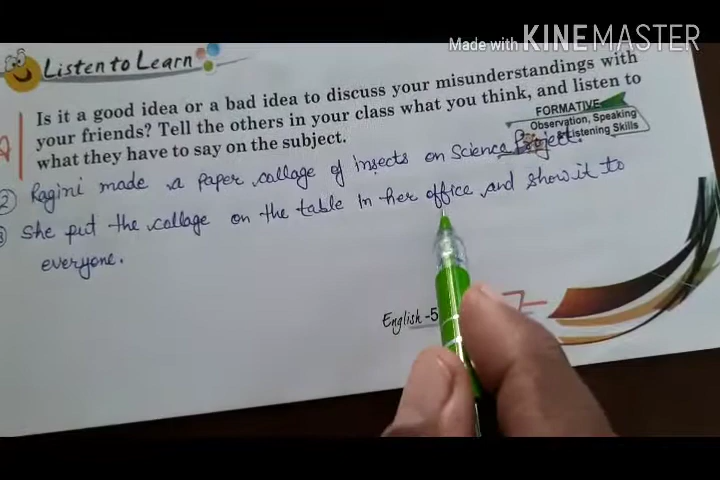 Made with KINEMASTER
Listen to Learn
Is it a good idea or a bad idea to discuss your misunderstandings with
your friends? Tell the others in your class what you think, and listen to
what they have to say on the subject.
FORMATIVE
Observation, Speaking
& Listening Skills
② Ragini made a paper collage of insects on Science Project.
She put the collage on the table in her office and show it to
everyone.
English -5
7